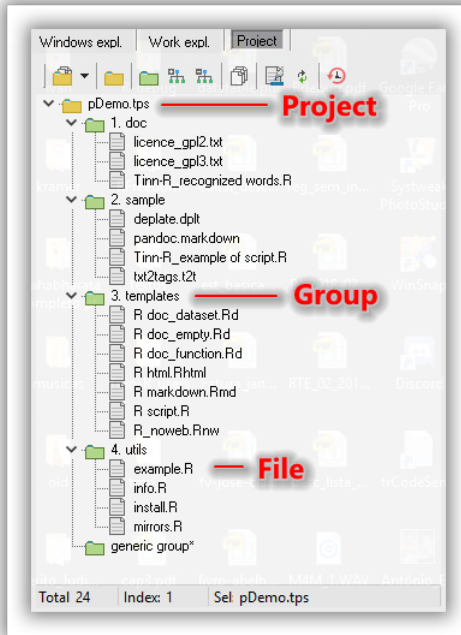 Windows expl. Work expl. Project
pDemo.tps Project
1. doc
licence_gpl2.txt
licence_gpl3.txt
Tinn-R_recognized words.R
2. sample
deplate.dplt
pandoc.markdown
Tinn-R_example of script.R
txt2tags.t2t
3. templates Group
R doc_dataset.Rd
R doc_empty.Rd
R doc_function.Rd
R html.Rhtml
R markdown.Rmd
R script.R
R_noweb.Rnw
4. utils
example.R File
info.R
install.R
mirrors.R
generic group*
Total 24 Index: 1 Sel: pDemo.tps